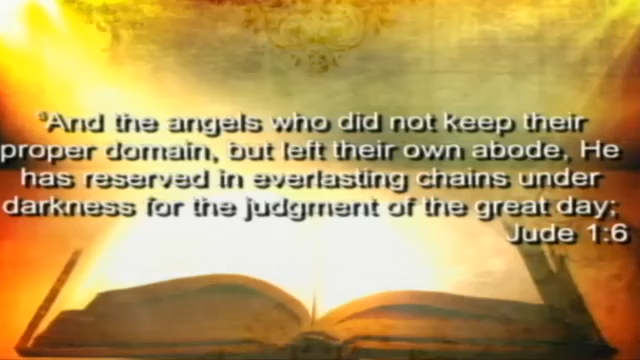 ⁶And the angels who did not keep their
proper domain, but left their own abode, He
has reserved in everlasting chains under
darkness for the judgment of the great day;
Jude 1:6